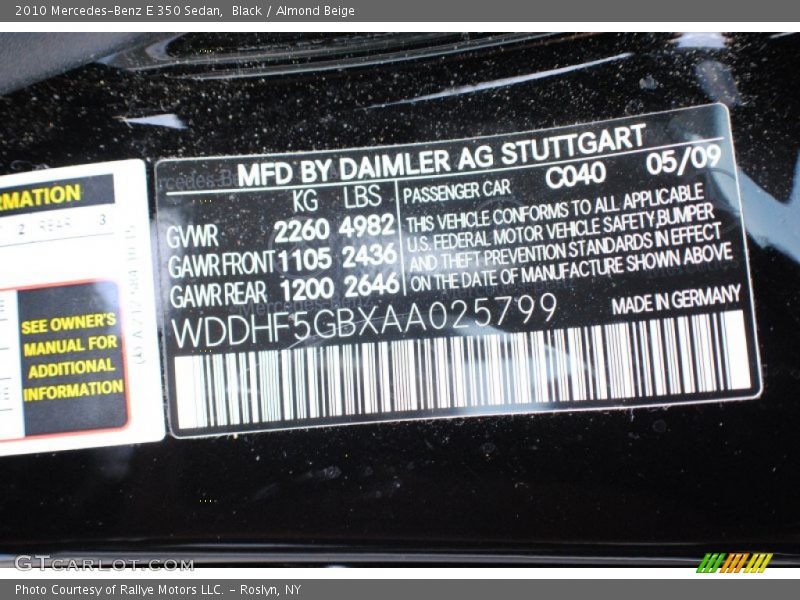 2010 Mercedes-Benz E 350 Sedan,  Black / Almond Beige
MFD BY DAIMLER AG STUTTGART
KG LBS PASSENGER CAR C040 05/09
GVWR 2260 4982
GAWR FRONT 1105 2436
GAWR REAR 1200 2646
THIS VEHICLE CONFORMS TO ALL APPLICABLE
U.S. FEDERAL MOTOR VEHICLE SAFETY, BUMPER
AND THEFT PREVENTION STANDARDS IN EFFECT
ON THE DATE OF MANUFACTURE SHOWN ABOVE
WDDHF5GBXAA025799 MADE IN GERMANY
RMATION
2 REAR 3
SEE OWNER'S
MANUAL FOR
ADDITIONAL
INFORMATION
GTCARLOT.COM
Photo Courtesy of Rallye Motors LLC. - Roslyn, NY